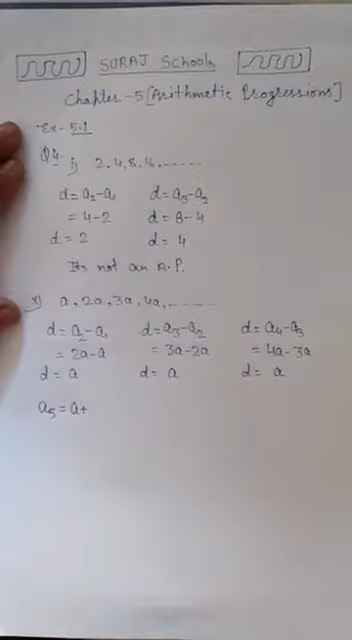 SURAJ Schools
Chapter-5 [Arithmetic Progressions]
Ex-5.1
Q4. i) 2, 4, 8, 16, ......
d = a₂-a₁ d = a₃-a₂
= 4-2 d = 8-4
d = 2 d = 4
Its not an A.P.
x) a, 2a, 3a, 4a, ......
d = a₂-a₁ d = a₃-a₂ d = a₄-a₃
= 2a-a = 3a-2a = 4a-3a
d = a d = a d = a
a₅ = a+